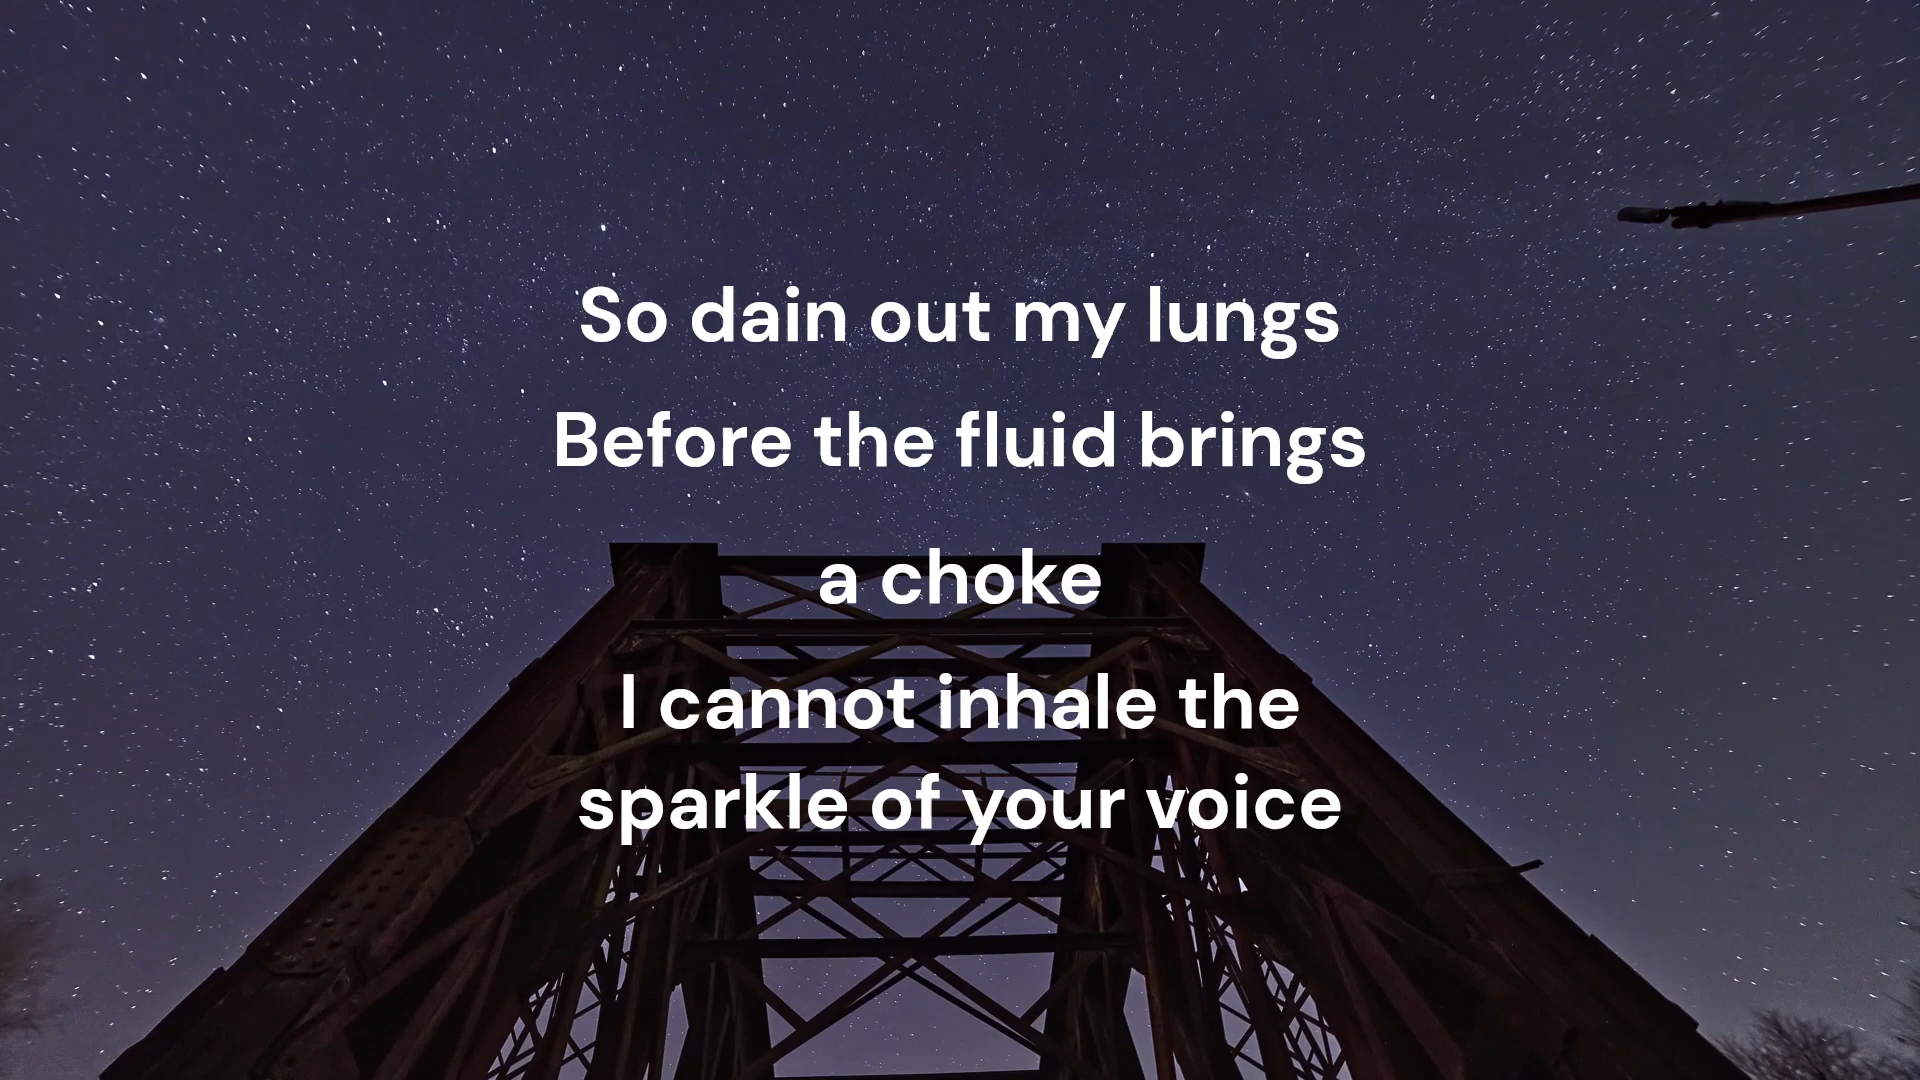 So dain out my lungs
Before the fluid brings
a choke
I cannot inhale the
sparkle of your voice